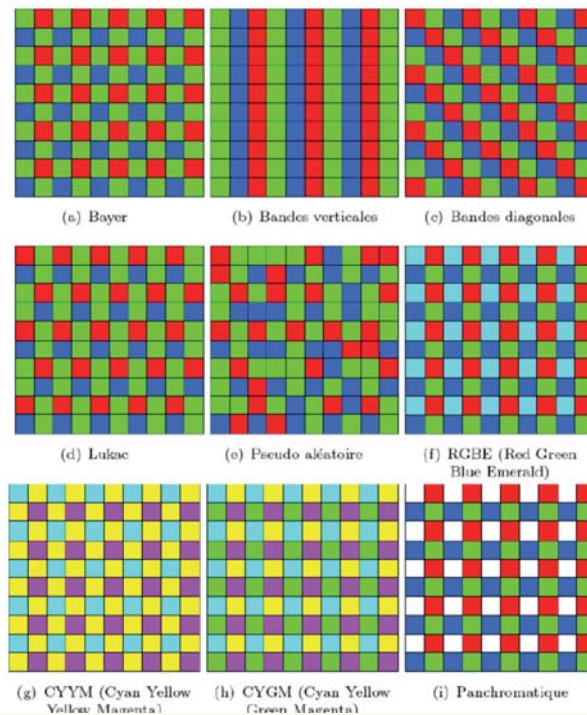 (a) Bayer
(b) Bandes verticales
(c) Bandes diagonales
(d) Lukac
(e) Pseudo aléatoire
(f) RGBE (Red Green
Blue Emerald)
(g) CYYM (Cyan Yellow
Yellow Magenta)
(h) CYGM (Cyan Yellow
Green Magenta)
(i) Panchromatique